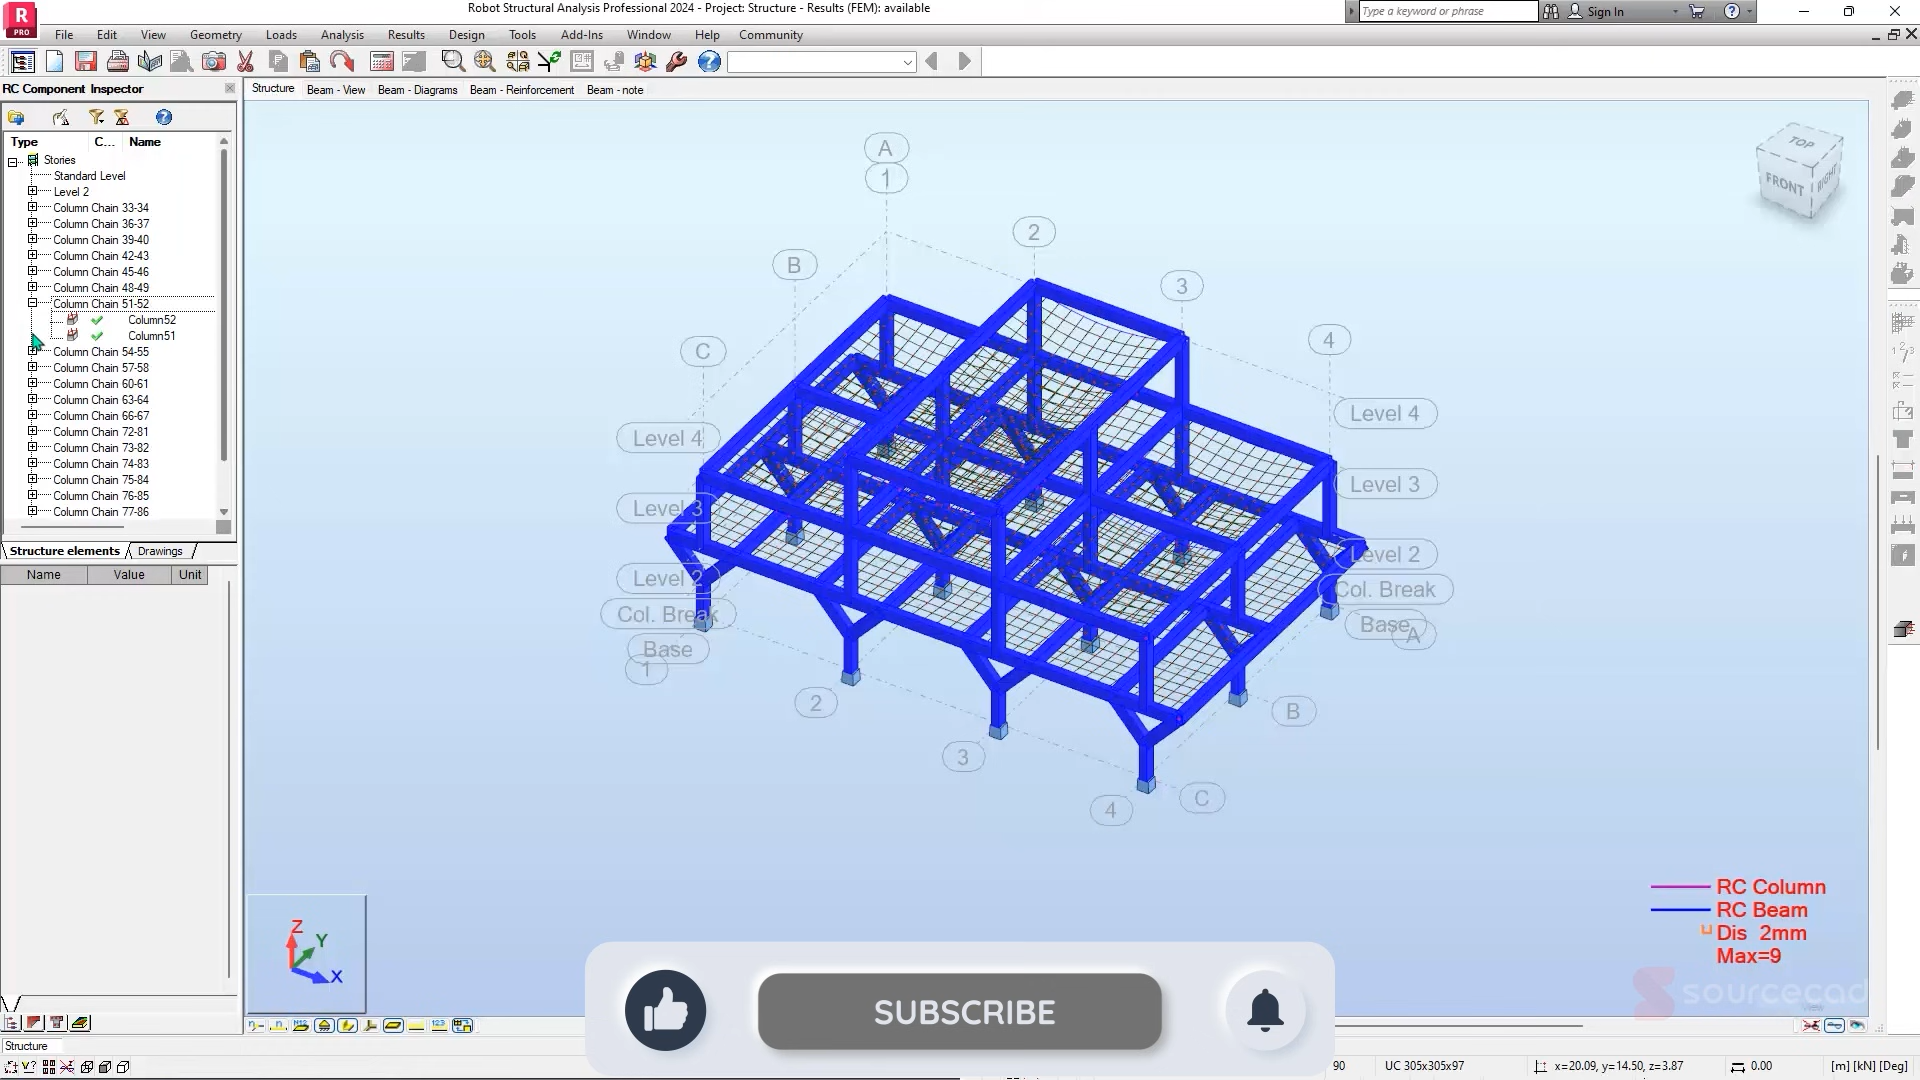 R
PRO
Robot Structural Analysis Professional 2024 - Project: Structure - Results (FEM): available
Type a keyword or phrase
Sign In
File Edit View Geometry Loads Analysis Results Design Tools Add-Ins Window Help Community
RC Component Inspector
Structure Beam - View Beam - Diagrams Beam - Reinforcement Beam - note
Type C... Name
Stories
Standard Level
Level 2
Column Chain 33-34
Column Chain 36-37
Column Chain 39-40
Column Chain 42-43
Column Chain 45-46
Column Chain 48-49
Column Chain 51-52
Column52
Column51
Column Chain 54-55
Column Chain 57-58
Column Chain 60-61
Column Chain 63-64
Column Chain 66-67
Column Chain 72-81
Column Chain 73-82
Column Chain 74-83
Column Chain 75-84
Column Chain 76-85
Column Chain 77-86
Structure elements Drawings
Name Value Unit
TOP
FRONT RIGHT
A
1
2
B
3
4
C
Level 4
Level 4
Level 3
Level 3
Level 2
Level 2
Col. Break
Col. Break
Base
Base
A
1
2
B
3
C
4
Z
Y
X
RC Column
RC Beam
Dis 2mm
Max=9
sourcecad
SUBSCRIBE
Structure
90 UC 305x305x97 x=20.09, y=14.50, z=3.87 0.00 [m] [kN] [Deg]